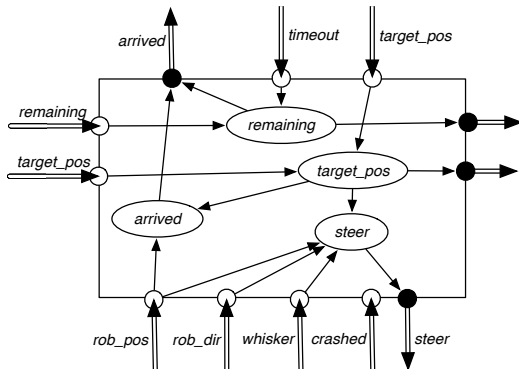 arrived timeout target_pos
remaining remaining
target_pos target_pos
arrived steer
rob_pos rob_dir whisker crashed steer